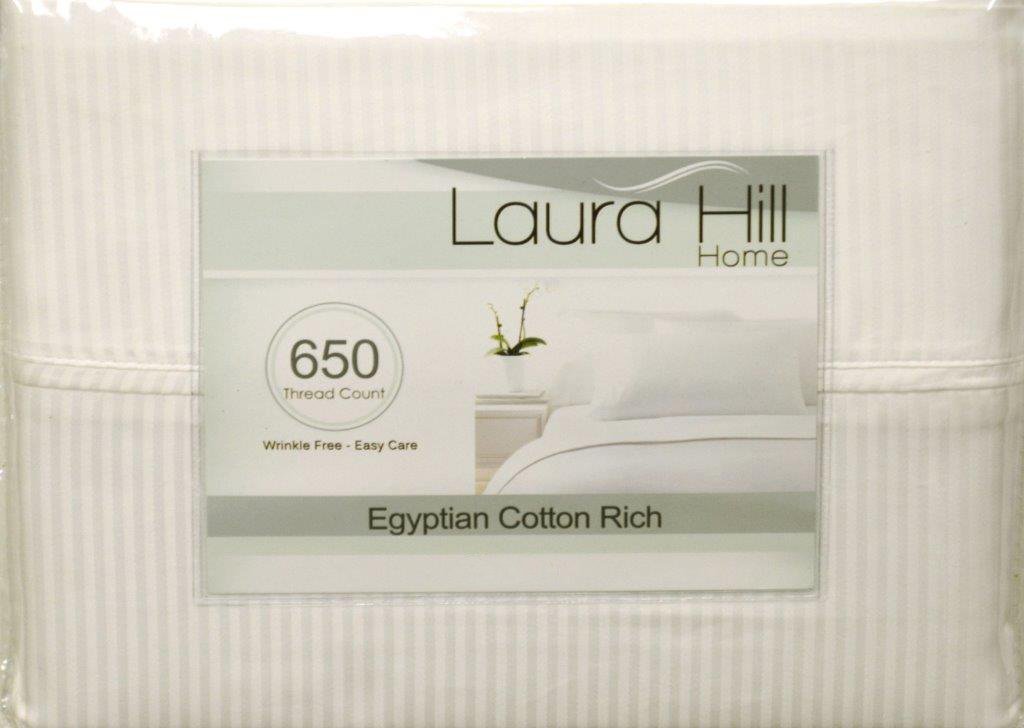 Laura Hill
Home
650
Thread Count
Wrinkle Free - Easy Care
Egyptian Cotton Rich